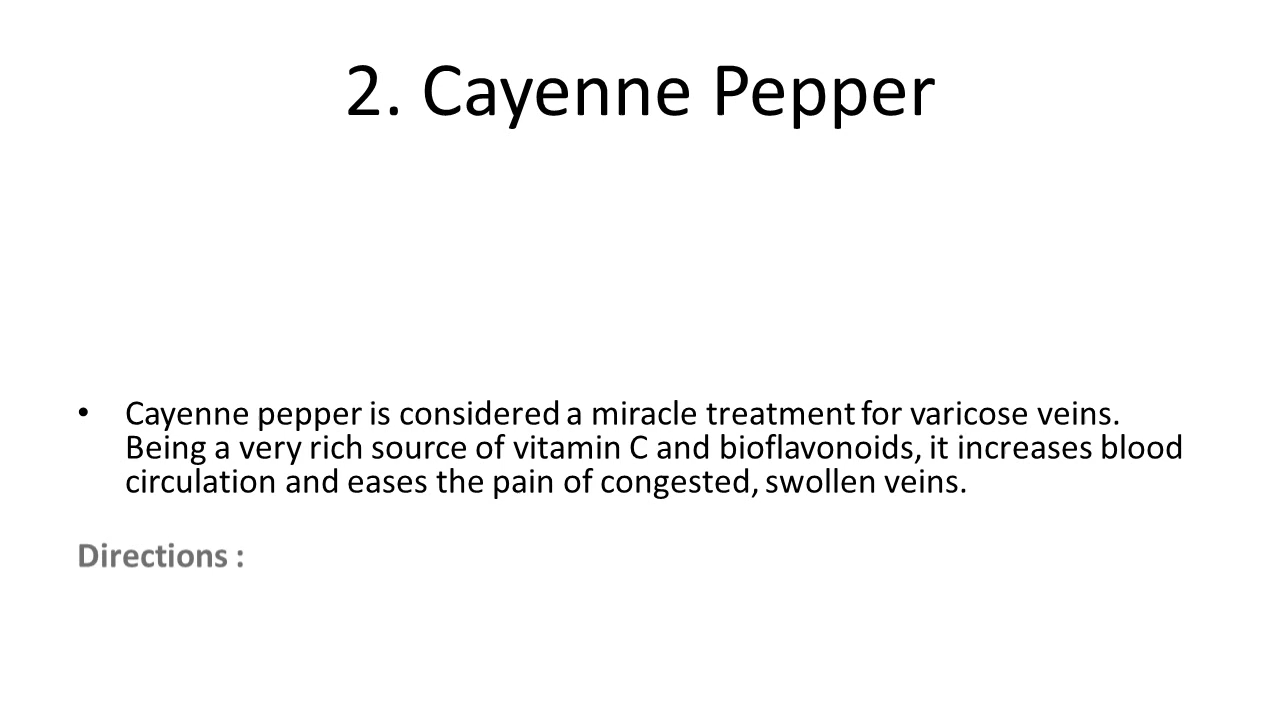 2. Cayenne Pepper
• Cayenne pepper is considered a miracle treatment for varicose veins.
Being a very rich source of vitamin C and bioflavonoids, it increases blood
circulation and eases the pain of congested, swollen veins.
Directions :